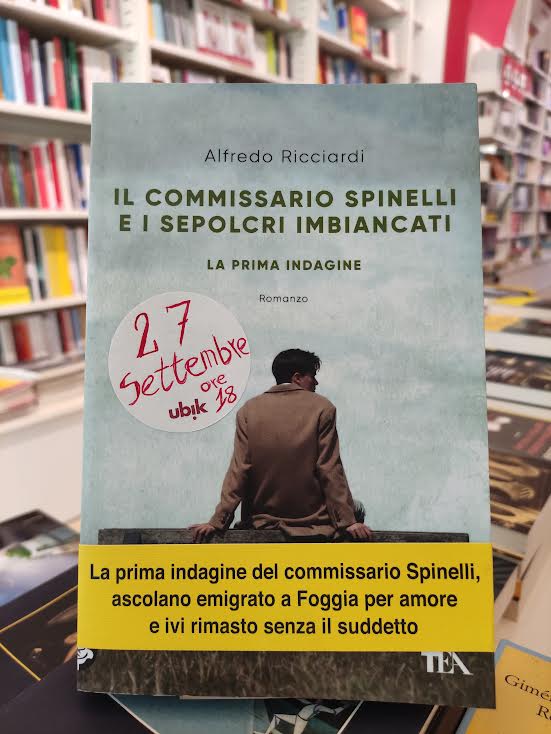 Alfredo Ricciardi
IL COMMISSARIO SPINELLI
E I SEPOLCRI IMBIANCATI
LA PRIMA INDAGINE
Romanzo
27
Settembre
ore
ubik 18
La prima indagine del commissario Spinelli,
ascolano emigrato a Foggia per amore
e ivi rimasto senza il suddetto
TEA